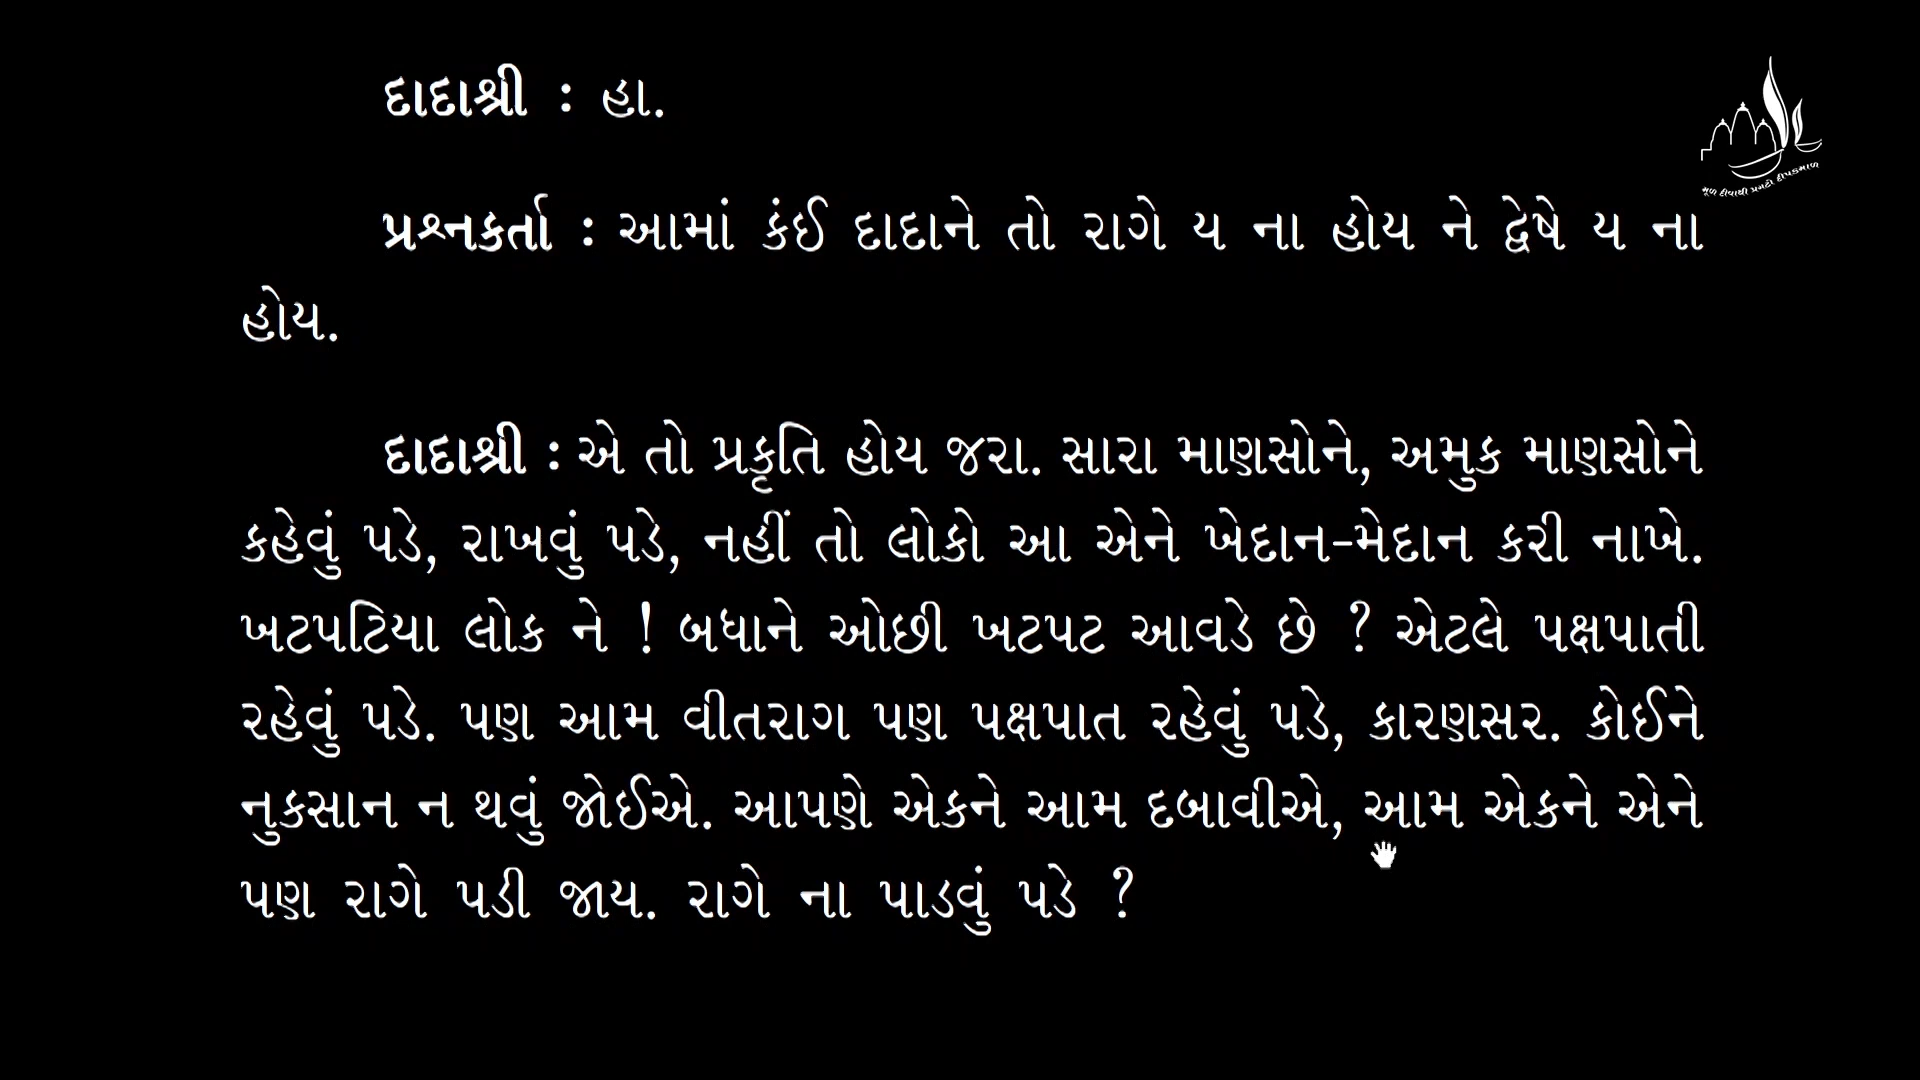 દાદાશ્રી : હા.
મૂળ દીવાથી પ્રગટી દીપકમાળ
પ્રશ્નકર્તા : આમાં કંઈ દાદાને તો રાગે ય ના હોય ને દ્વેષે ય ના
હોય.
દાદાશ્રી : એ તો પ્રકૃતિ હોય જરા. સારા માણસોને, અમુક માણસોને
કહેવું પડે, રાખવું પડે, નહીં તો લોકો આ એને ખેદાન-મેદાન કરી નાખે.
ખટપટિયા લોક ને ! બધાને ઓછી ખટપટ આવડે છે ? એટલે પક્ષપાતી
રહેવું પડે. પણ આમ વીતરાગ પણ પક્ષપાત રહેવું પડે, કારણસર. કોઈને
નુકસાન ન થવું જોઈએ. આપણે એકને આમ દબાવીએ, આમ એકને એને
પણ રાગે પડી જાય. રાગે ના પાડવું પડે ?